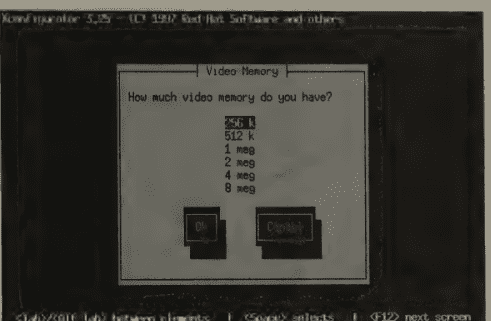 Xconfigurator 3.26 - (C) 1997 Red Hat Software and others
Video Memory
How much video memory do you have?
256 k
512 k
1 meg
2 meg
4 meg
8 meg
Ok
<Tab>/<Alt-Tab> between elements | <Space> selects | <F12> next screen